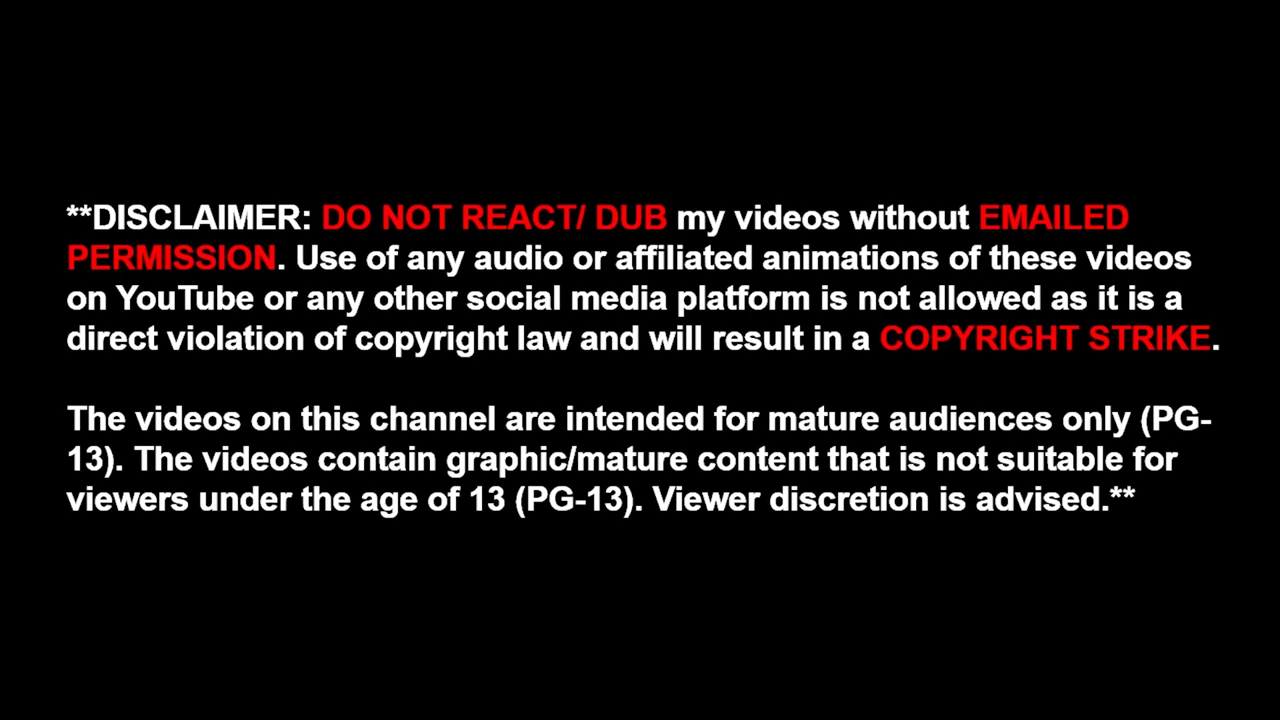 **DISCLAIMER: DO NOT REACT/ DUB my videos without EMAILED
PERMISSION. Use of any audio or affiliated animations of these videos
on YouTube or any other social media platform is not allowed as it is a
direct violation of copyright law and will result in a COPYRIGHT STRIKE.
The videos on this channel are intended for mature audiences only (PG-
13). The videos contain graphic/mature content that is not suitable for
viewers under the age of 13 (PG-13). Viewer discretion is advised.**